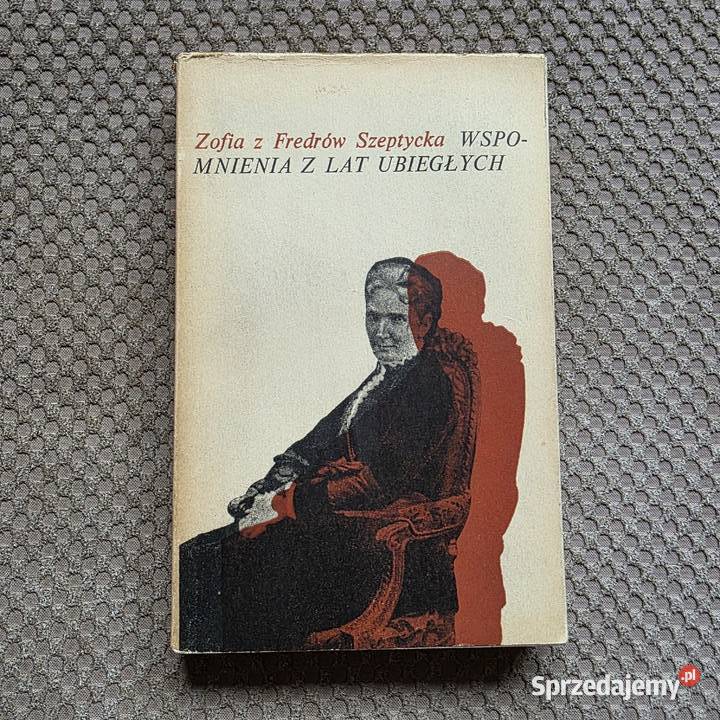 Zofia z Fredrów Szeptycka WSPO-
MNIENIA Z LAT UBIEGŁYCH
Sprzedajemy.pl